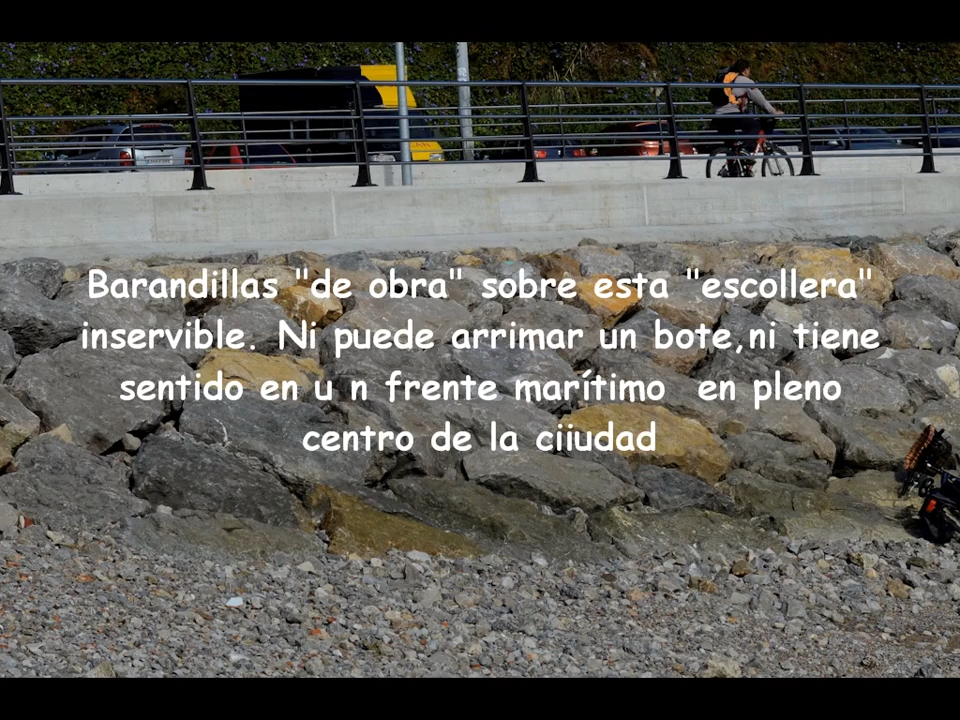 Barandillas "de obra" sobre esta "escollera"
inservible. Ni puede arrimar un bote,ni tiene
sentido en u n frente marítimo  en pleno
centro de la ciiudad